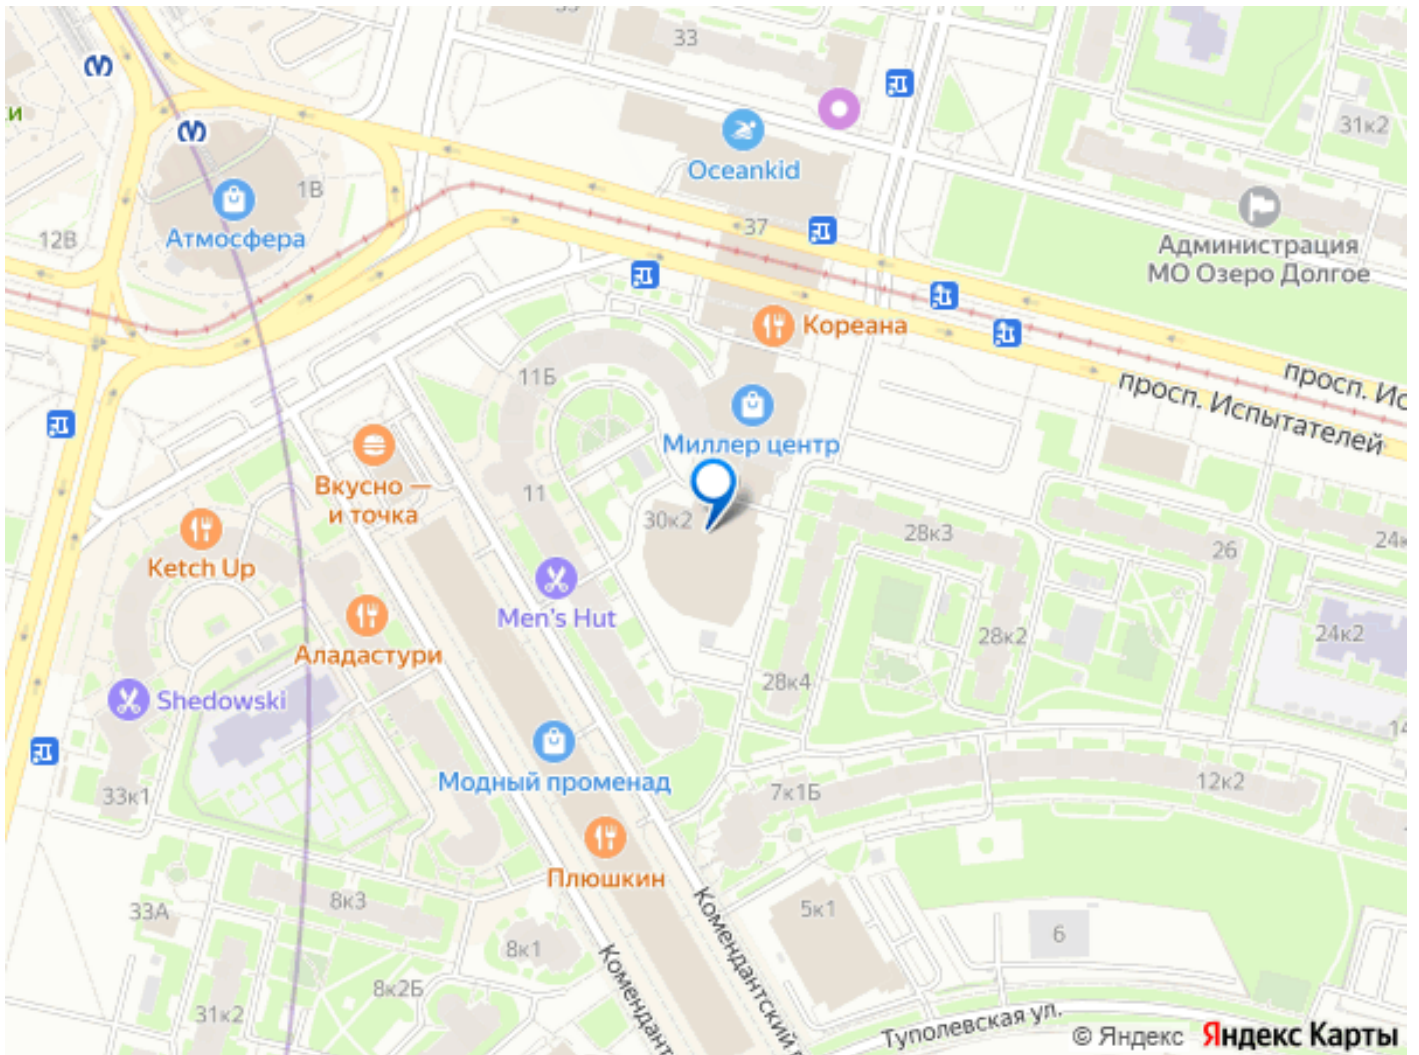 33
31к2
и
Oceankid
1В
Атмосфера
12В
37
Администрация
МО Озеро Долгое
Кореана
11Б
просп. Ис
просп. Испытателей
Миллер центр
Вкусно —
и точка
11
30к2
28к3
26
24к
Ketch Up
Men's Hut
Аладастури
28к2
24к2
28к4
Shedowski
14
Модный променад
33к1
7к1Б
12к2
Плюшкин
8к3
33А
5к1
6
8к1
Комендантский п
Комендант
8к2Б
31к2
Туполевская ул.
© Яндекс Яндекс Карты